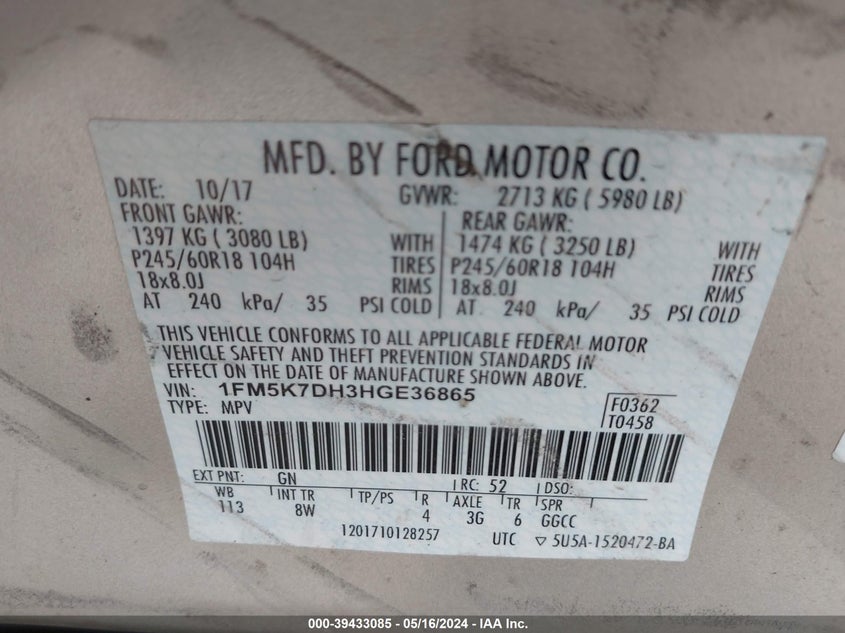 MFD. BY FORD MOTOR CO.
DATE: 10/17 GVWR: 2713 KG ( 5980 LB)
FRONT GAWR: REAR GAWR:
1397 KG ( 3080 LB) WITH 1474 KG ( 3250 LB) WITH
P245/60R18 104H TIRES P245/60R18 104H TIRES
18x8.0J RIMS 18x8.0J RIMS
AT 240 kPa/ 35 PSI COLD AT 240 kPa/ 35 PSI COLD
THIS VEHICLE CONFORMS TO ALL APPLICABLE FEDERAL MOTOR
VEHICLE SAFETY AND THEFT PREVENTION STANDARDS IN
EFFECT ON THE DATE OF MANUFACTURE SHOWN ABOVE.
VIN: 1FM5K7DH3HGE36865
TYPE: MPV
F0362
T0458
EXT PNT: GN RC: 52 DSO:
WB INT TR TP/PS R AXLE TR SPR
113 8W 4 3G 6 GGCC
1201710128257 UTC ▽ 5U5A-1520472-BA
000-39433085 - 05/16/2024 - IAA Inc.